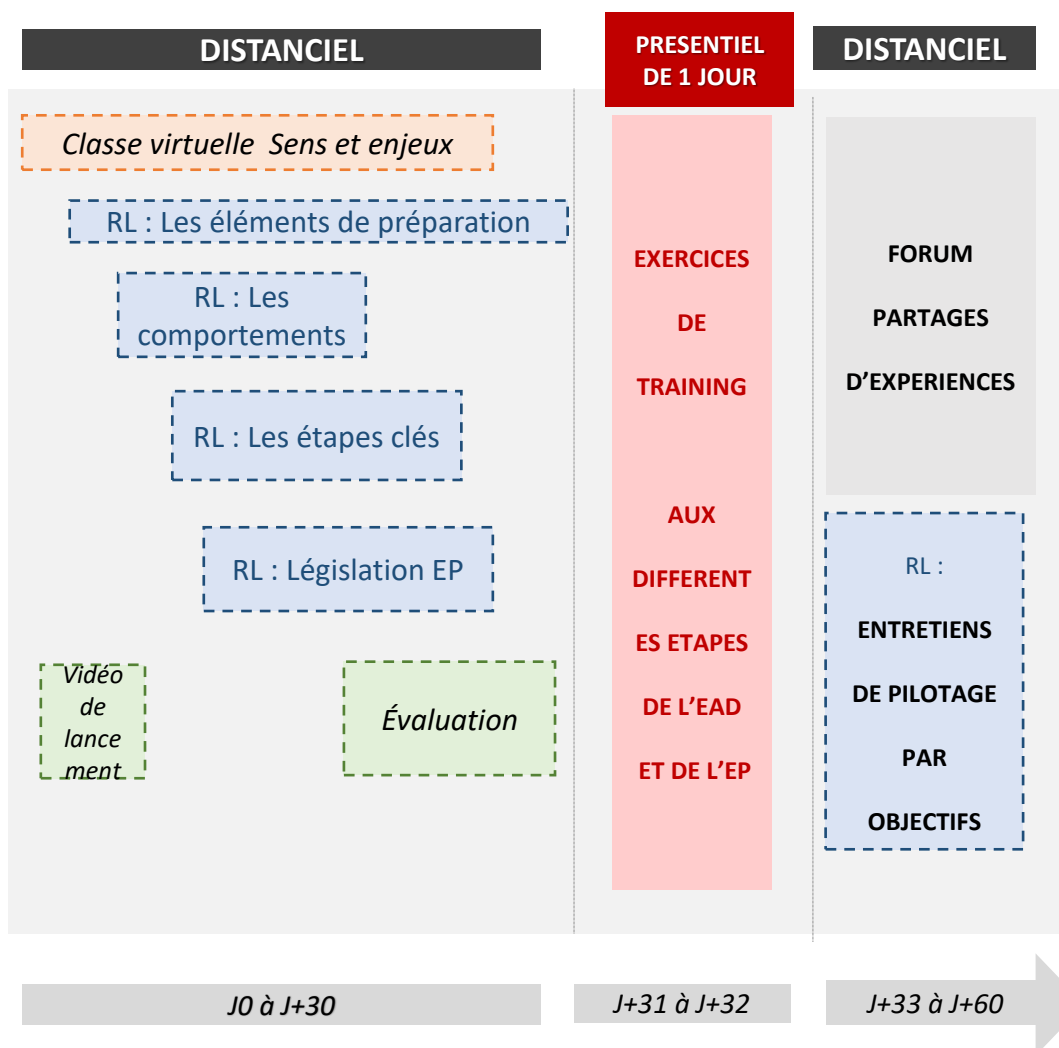 DISTANCIEL
Classe virtuelle Sens et enjeux
RL : Les éléments de préparation
RL : Les
comportements
RL : Les étapes clés
RL : Législation EP
Vidéo
de
lance
ment
Évaluation
J0 à J+30
PRESENTIEL
DE 1 JOUR
EXERCICES
DE
TRAINING
AUX
DIFFERENT
ES ETAPES
DE L’EAD
ET DE L’EP
J+31 à J+32
DISTANCIEL
FORUM
PARTAGES
D’EXPERIENCES
RL :
ENTRETIENS
DE PILOTAGE
PAR
OBJECTIFS
J+33 à J+60